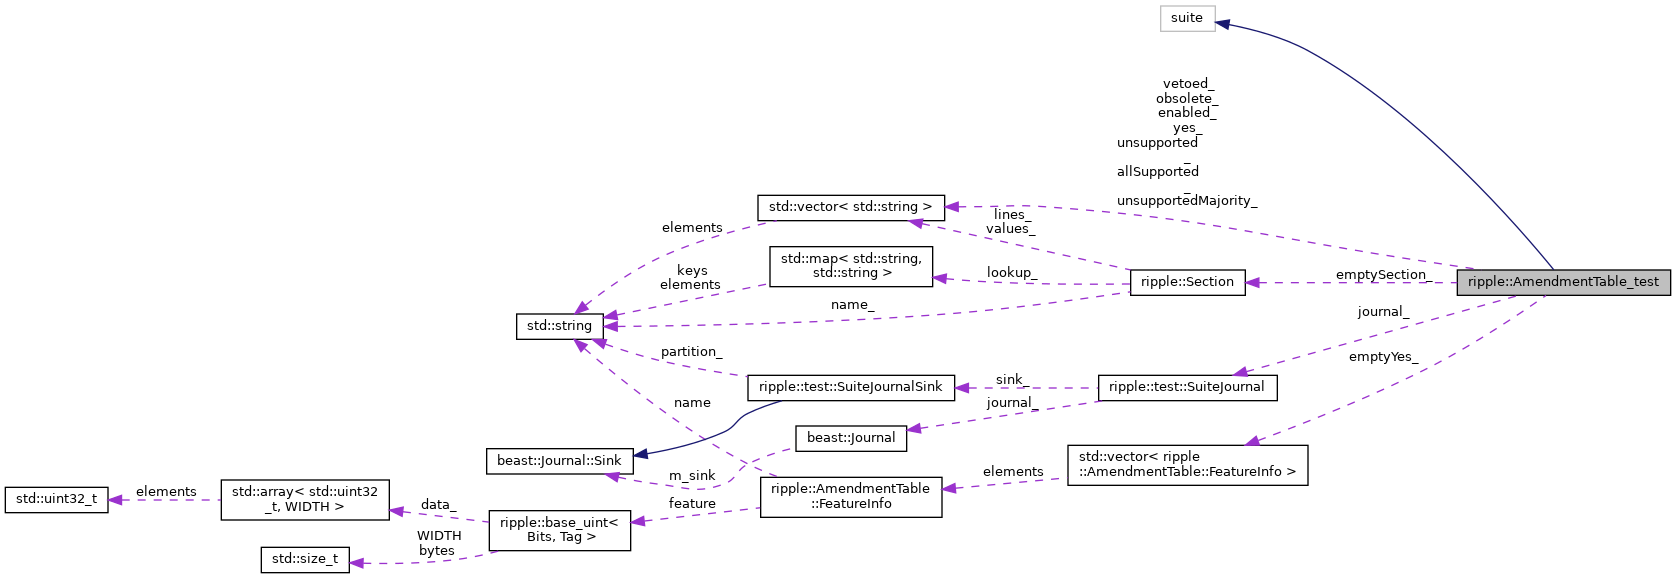 suite
vetoed_
obsolete_
enabled_
yes_
unsupported
_
allSupported
_
unsupportedMajority_
std::vector< std::string >
lines_
values_
elements
std::map< std::string,
std::string >
keys
elements
lookup_
ripple::Section
emptySection_
ripple::AmendmentTable_test
name_
std::string
journal_
partition_
emptyYes_
ripple::test::SuiteJournalSink
sink_
ripple::test::SuiteJournal
name
journal_
beast::Journal
beast::Journal::Sink
std::vector< ripple
::AmendmentTable::FeatureInfo >
m_sink
elements
std::uint32_t
elements
std::array< std::uint32
_t, WIDTH >
ripple::AmendmentTable
::FeatureInfo
data_
feature
ripple::base_uint<
Bits, Tag >
WIDTH
bytes
std::size_t